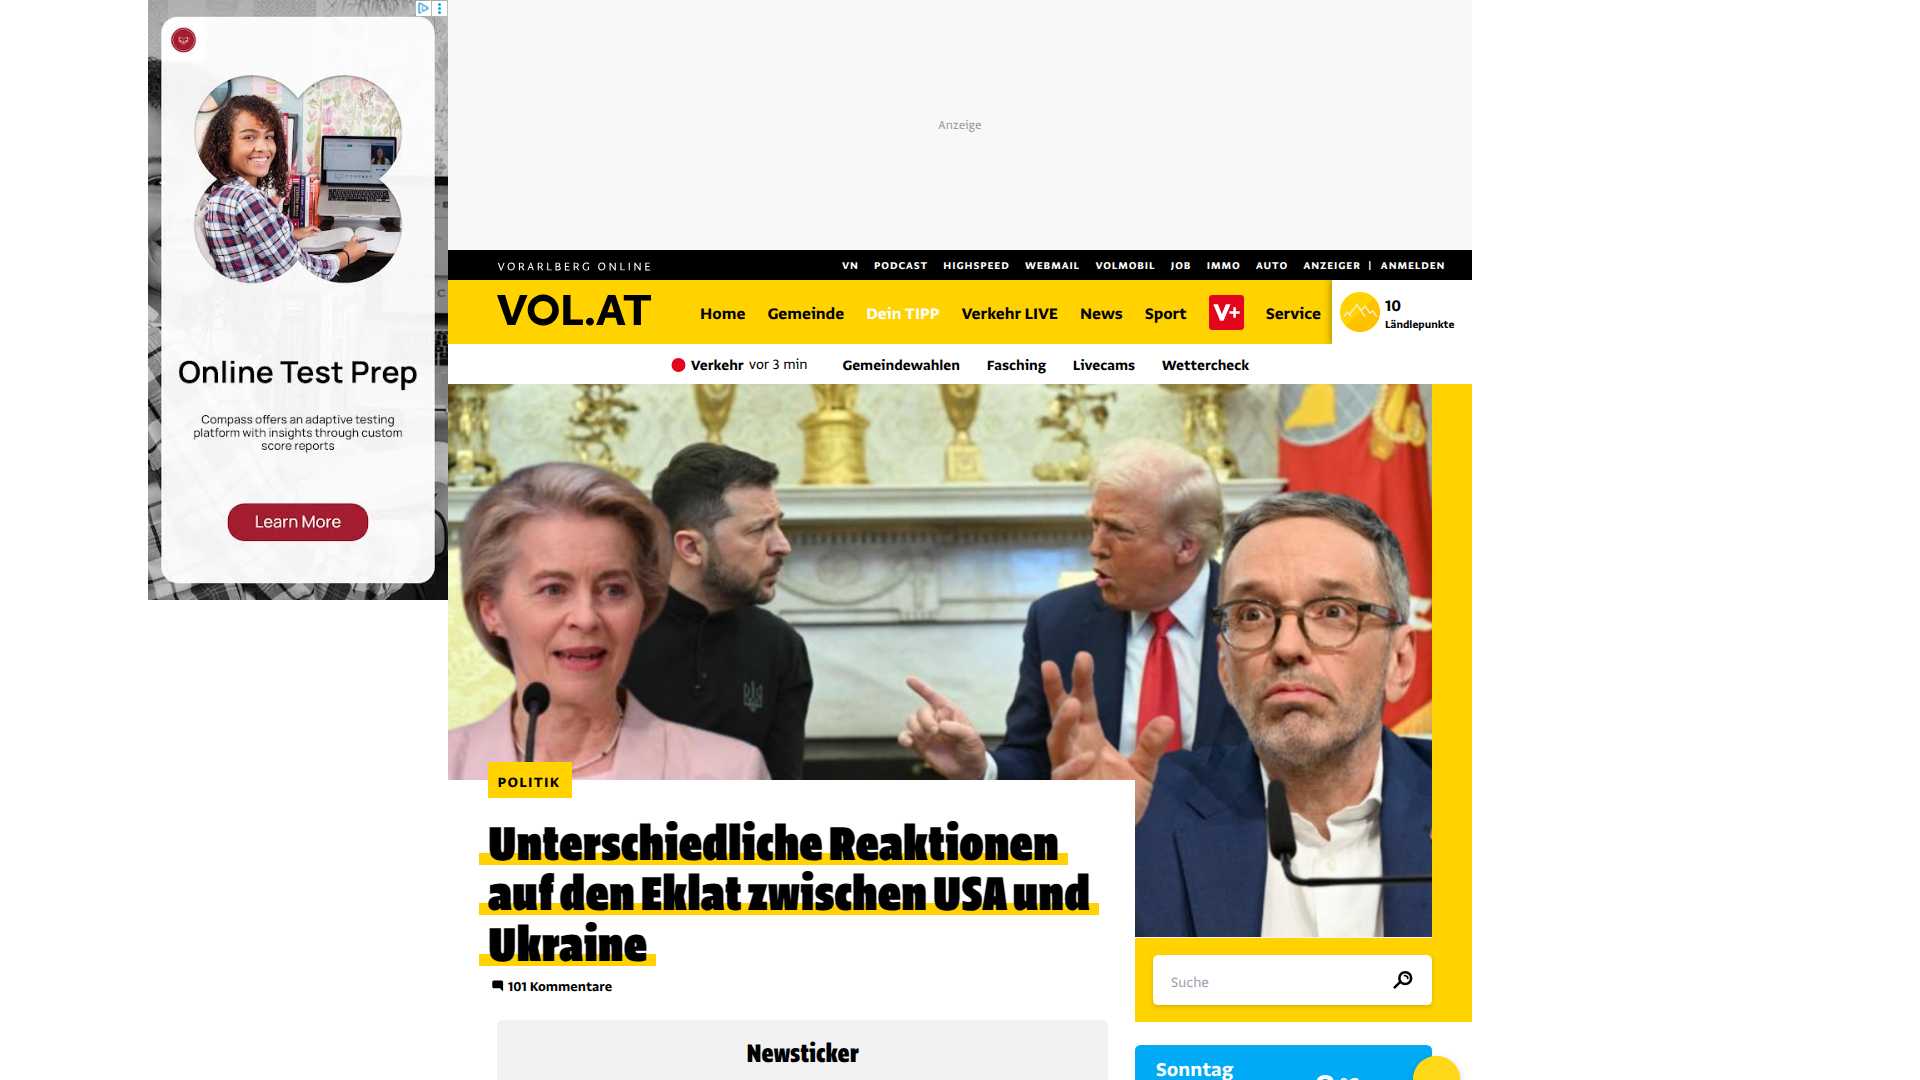 Online Test Prep
Compass offers an adaptive testing
platform with insights through custom
score reports
Learn More
Anzeige
VORARLBERG ONLINE
VN PODCAST HIGHSPEED WEBMAIL VOLMOBIL JOB IMMO AUTO ANZEIGER | ANMELDEN
VOL.AT
Home Gemeinde Dein TIPP Verkehr LIVE News Sport V+ Service
10
Ländlepunkte
Verkehr vor 3 min Gemeindewahlen Fasching Livecams Wettercheck
POLITIK
Unterschiedliche Reaktionen
auf den Eklat zwischen USA und
Ukraine
101 Kommentare
Suche
Newsticker
Sonntag